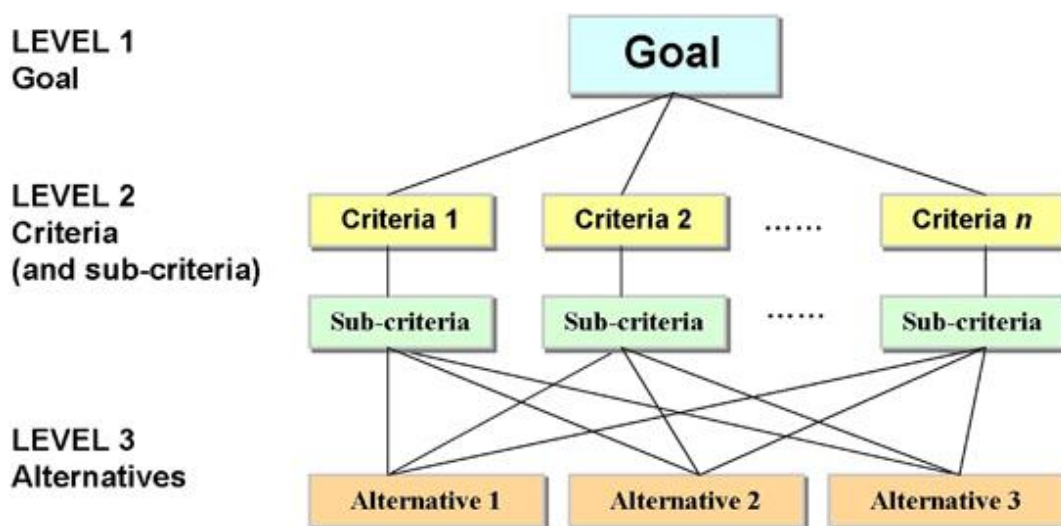 LEVEL 1
Goal
Goal
LEVEL 2
Criteria
(and sub-criteria)
Criteria 1
Criteria 2
......
Criteria n
Sub-criteria
Sub-criteria
......
Sub-criteria
LEVEL 3
Alternatives
Alternative 1
Alternative 2
Alternative 3